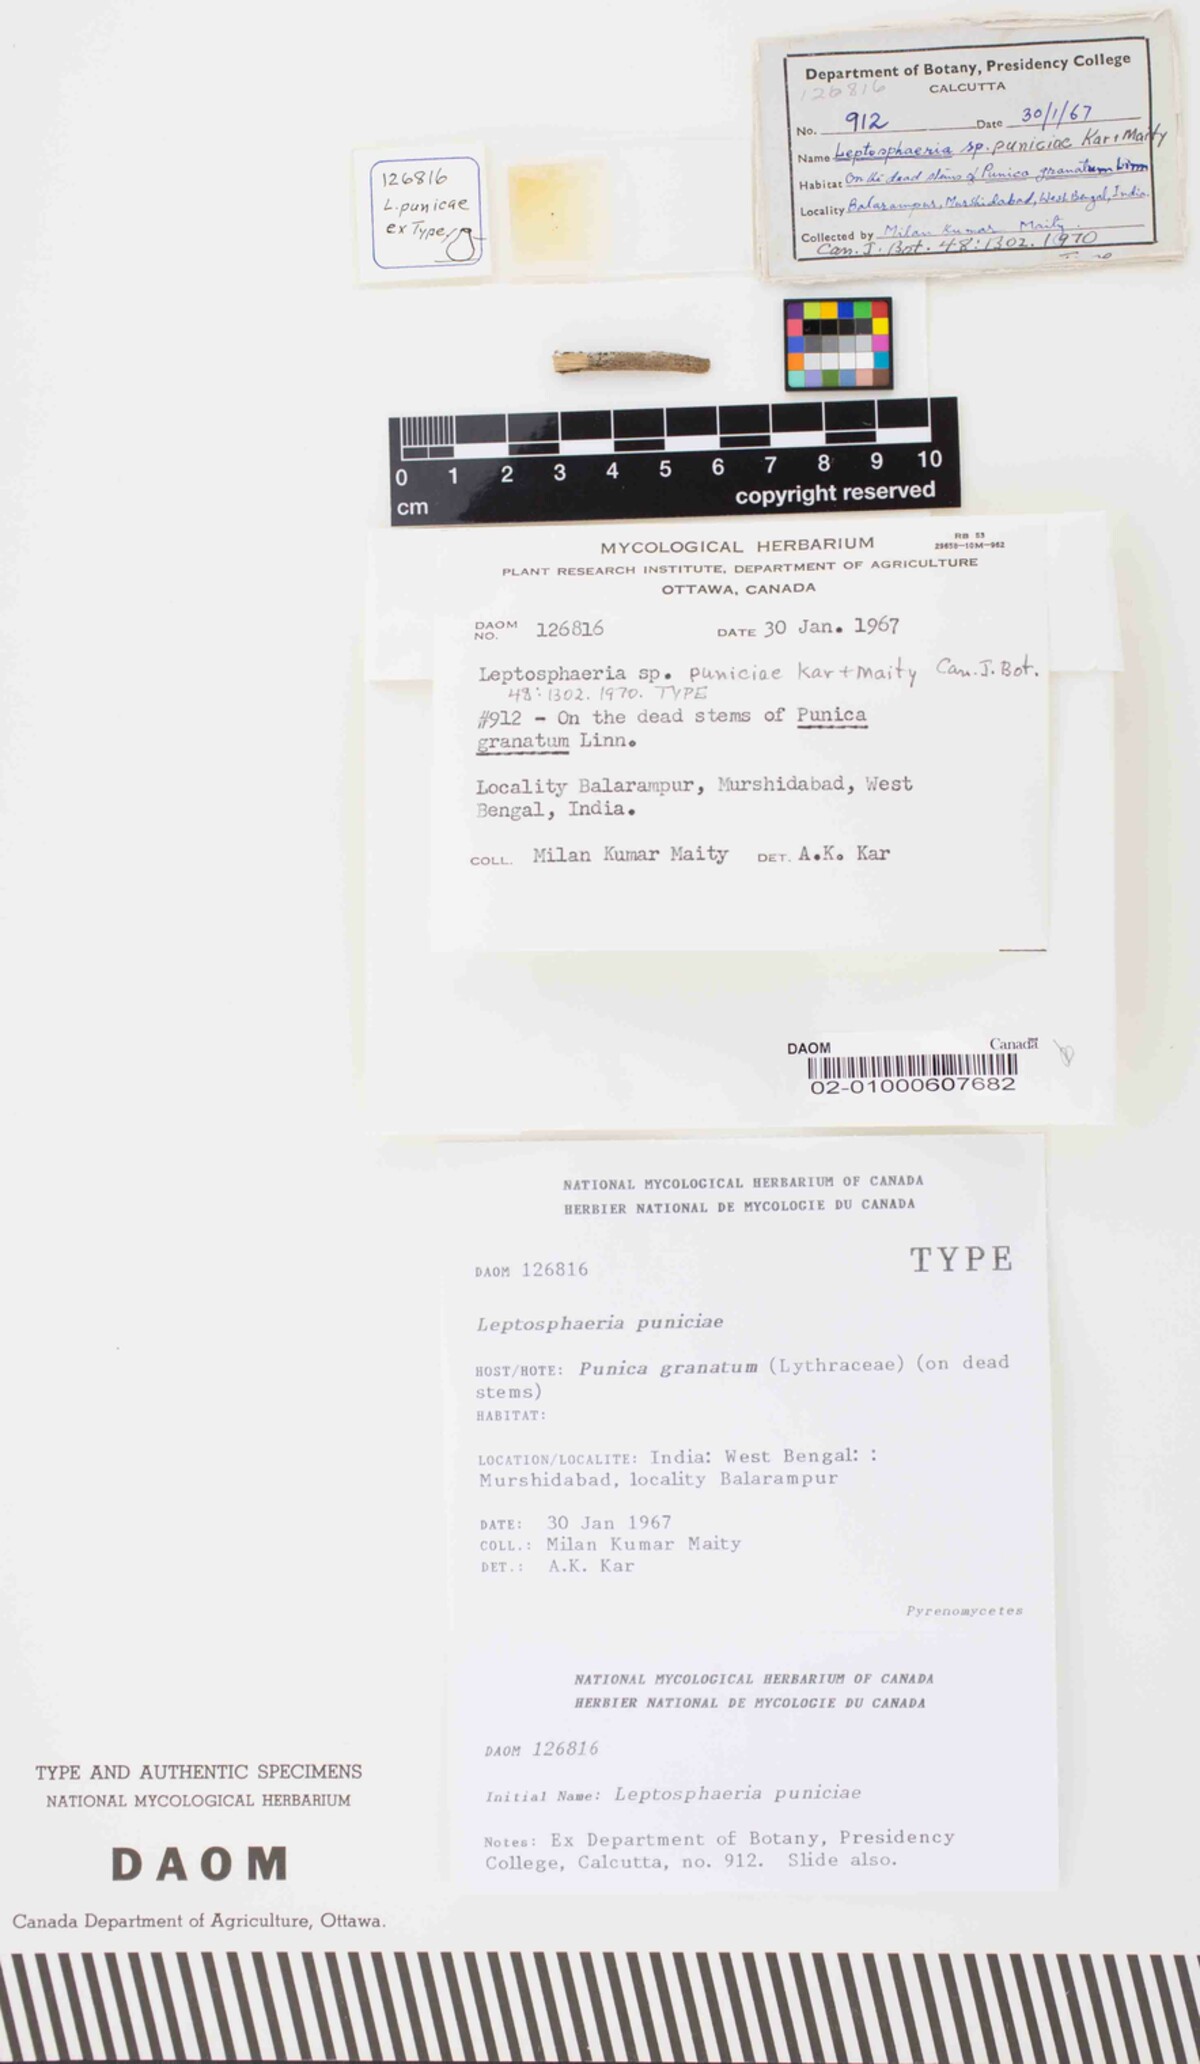 Department of Botany, Presidency College
126816
CALCUTTA
No. 912 Date 30/1/67
Name Leptosphaeria sp. puniciae Kar + Maity
Habitat On the dead stems of Punica granatum Linn
Locality Balarampur, Murshidabad, West Bengal, India.
Collected by Milan Kumar Maity.
Can. J. Bot. 48:1302. 1970
126816
L. punicae
ex Type
0 1 2 3 4 5 6 7 8 9 10
cm copyright reserved
MYCOLOGICAL HERBARIUM
RB 53
29658-10M-962
PLANT RESEARCH INSTITUTE, DEPARTMENT OF AGRICULTURE
OTTAWA, CANADA
DAOM NO. 126816 DATE 30 Jan. 1967
Leptosphaeria sp. puniciae Kar + Maity Can. J. Bot.
48:1302. 1970. TYPE
#912 - On the dead stems of Punica
granatum Linn.
Locality Balarampur, Murshidabad, West
Bengal, India.
COLL. Milan Kumar Maity DET. A.K. Kar
DAOM Canada
02-01000607682
NATIONAL MYCOLOGICAL HERBARIUM OF CANADA
HERBIER NATIONAL DE MYCOLOGIE DU CANADA
DAOM 126816 TYPE
Leptosphaeria puniciae
HOST/HOTE: Punica granatum (Lythraceae) (on dead
stems)
HABITAT:
LOCATION/LOCALITE: India: West Bengal: :
Murshidabad, locality Balarampur
DATE: 30 Jan 1967
COLL.: Milan Kumar Maity
DET.: A.K. Kar
Pyrenomycetes
NATIONAL MYCOLOGICAL HERBARIUM OF CANADA
HERBIER NATIONAL DE MYCOLOGIE DU CANADA
DAOM 126816
Initial Name: Leptosphaeria puniciae
Notes: Ex Department of Botany, Presidency
College, Calcutta, no. 912. Slide also.
TYPE AND AUTHENTIC SPECIMENS
NATIONAL MYCOLOGICAL HERBARIUM
DAOM
Canada Department of Agriculture, Ottawa.